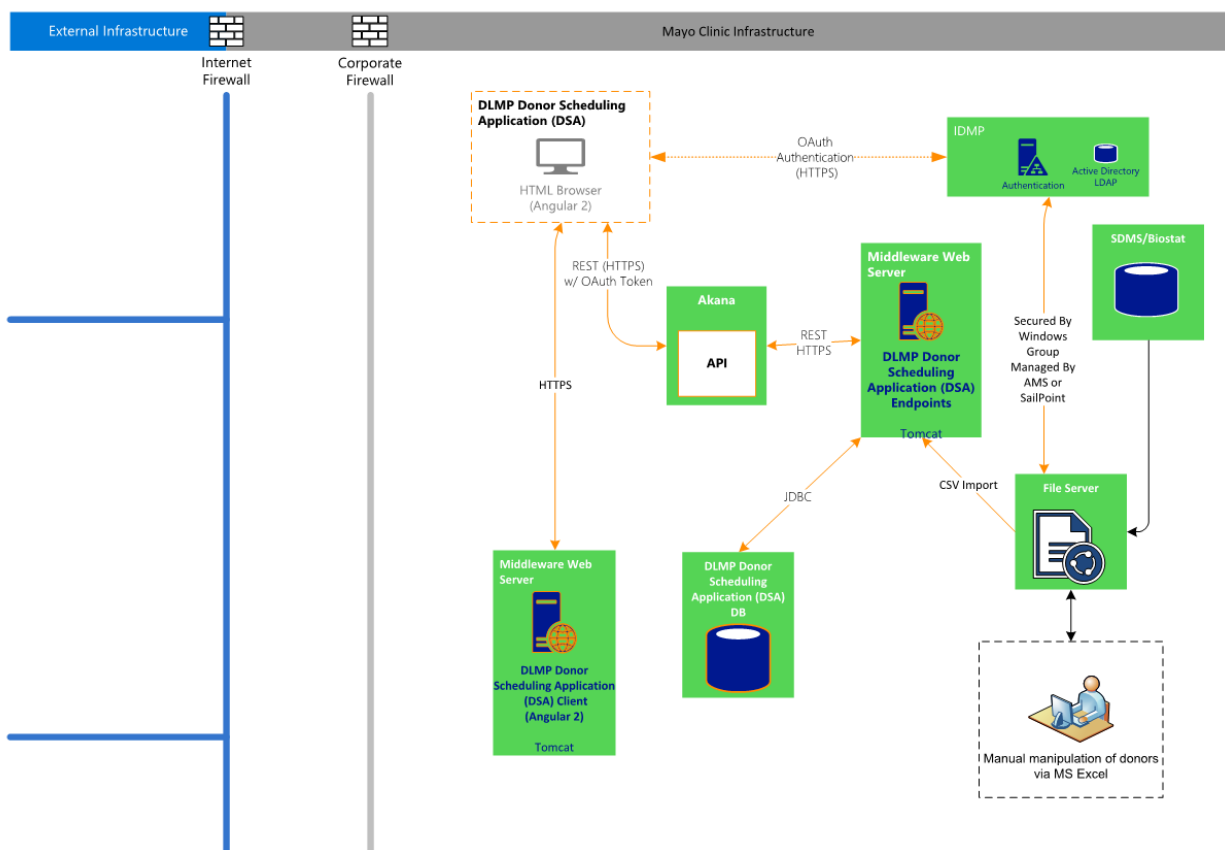 External Infrastructure
Mayo Clinic Infrastructure
Internet
Firewall
Corporate
Firewall
DLMP Donor Scheduling
Application (DSA)
HTML Browser
(Angular 2)
OAuth
Authentication
(HTTPS)
IDMP
Authentication
Active Directory
LDAP
SDMS/Biostat
REST (HTTPS)
w/ OAuth Token
Middleware Web
Server
DLMP Donor
Scheduling
Application (DSA)
Endpoints
Tomcat
Akana
API
REST
HTTPS
Secured By
Windows
Group
Managed By
AMS or
SailPoint
HTTPS
JDBC
CSV Import
File Server
Middleware Web
Server
DLMP Donor
Scheduling Application
(DSA) Client
(Angular 2)
Tomcat
DLMP Donor
Scheduling
Application (DSA)
DB
Manual manipulation of donors
via MS Excel